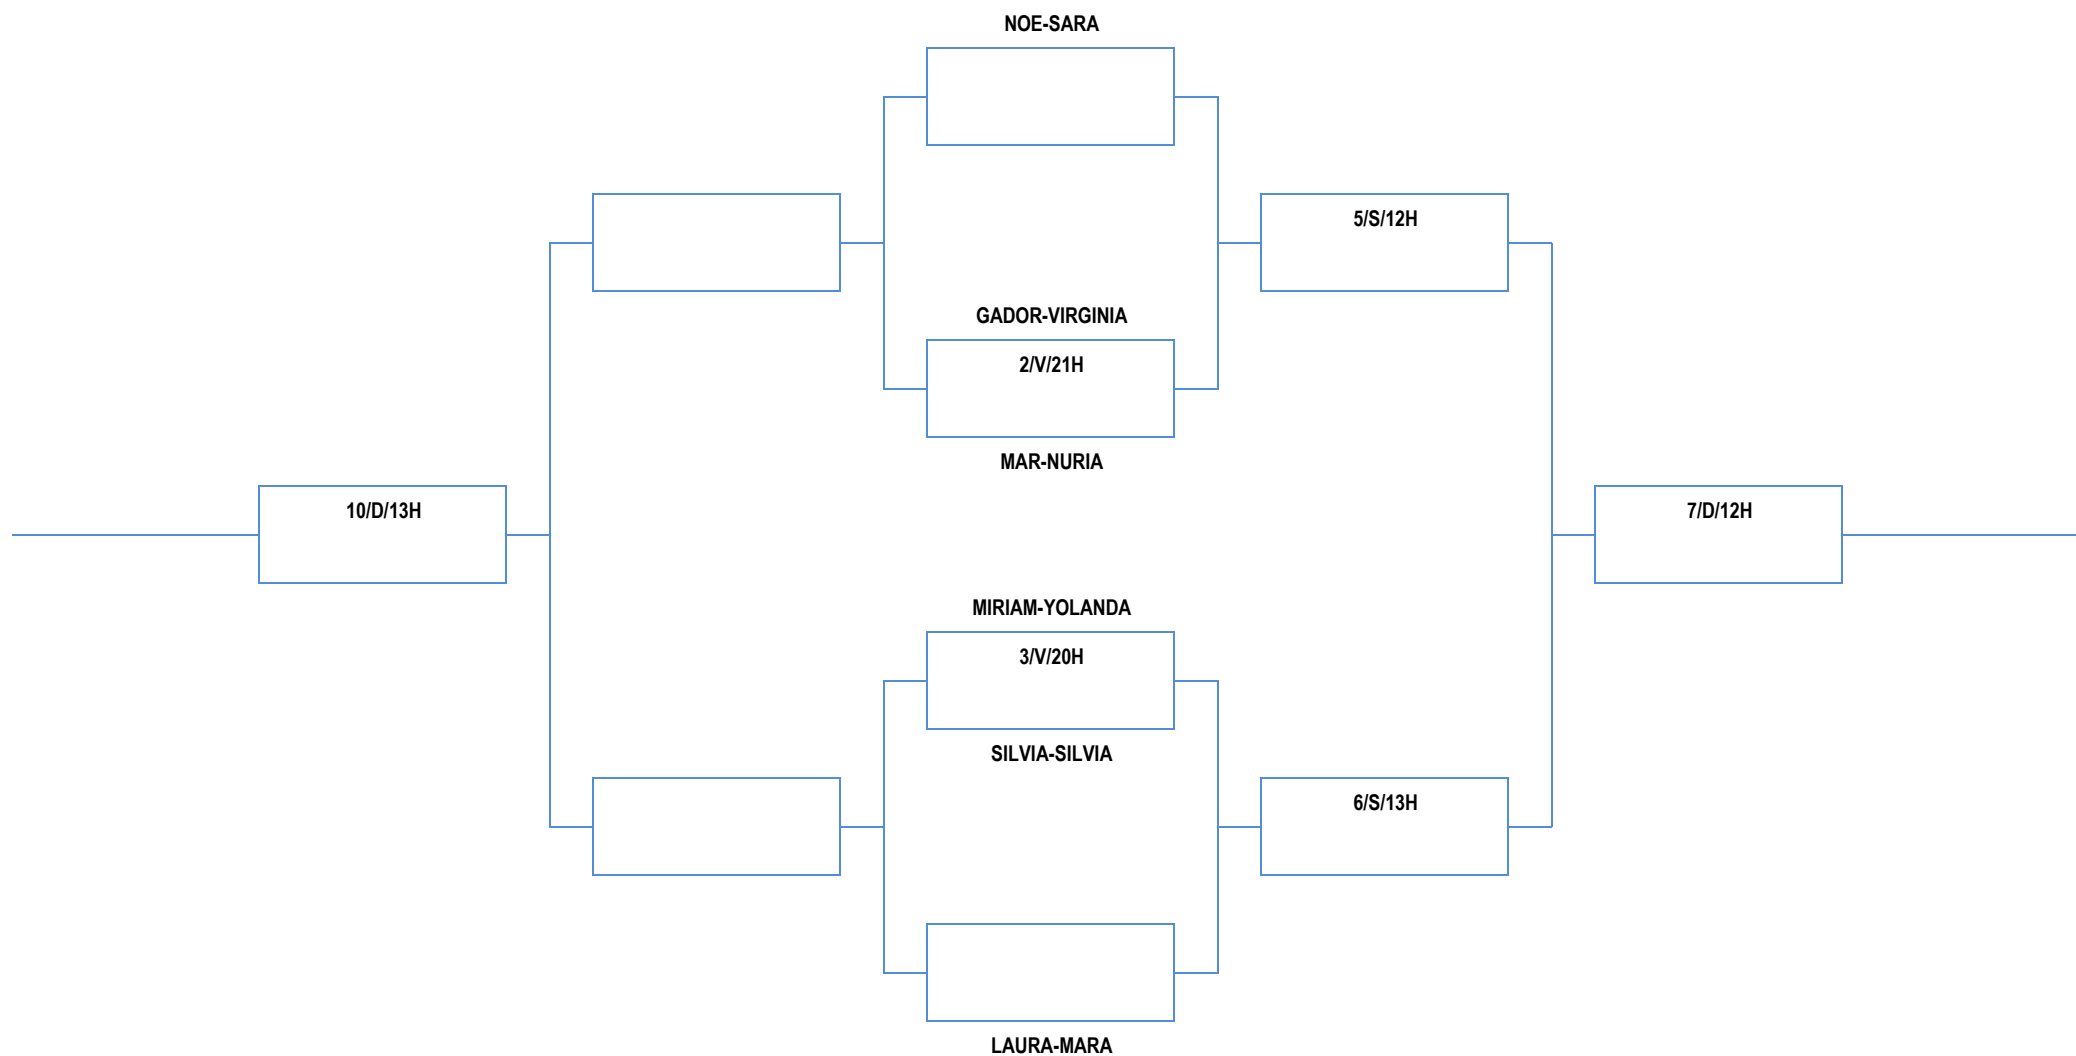 NOE-SARA
5/S/12H
GADOR-VIRGINIA
2/V/21H
MAR-NURIA
10/D/13H
7/D/12H
MIRIAM-YOLANDA
3/V/20H
SILVIA-SILVIA
6/S/13H
LAURA-MARA